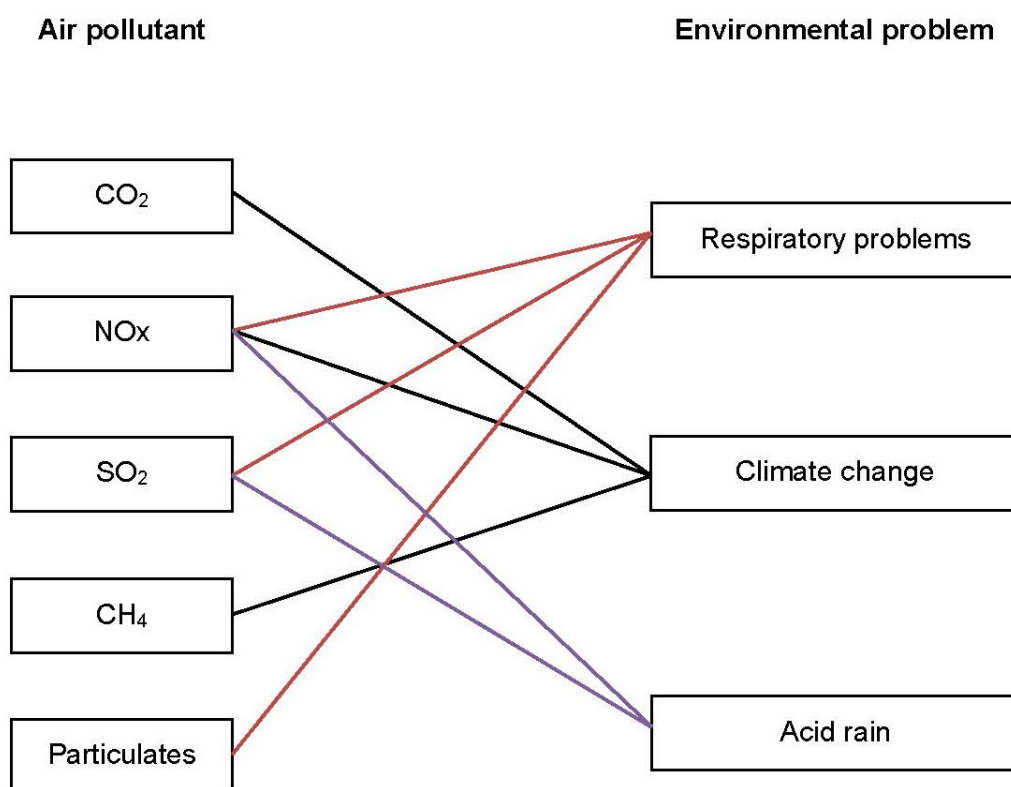 Air pollutant
Environmental problem
CO₂
NOx
SO₂
CH₄
Particulates
Respiratory problems
Climate change
Acid rain